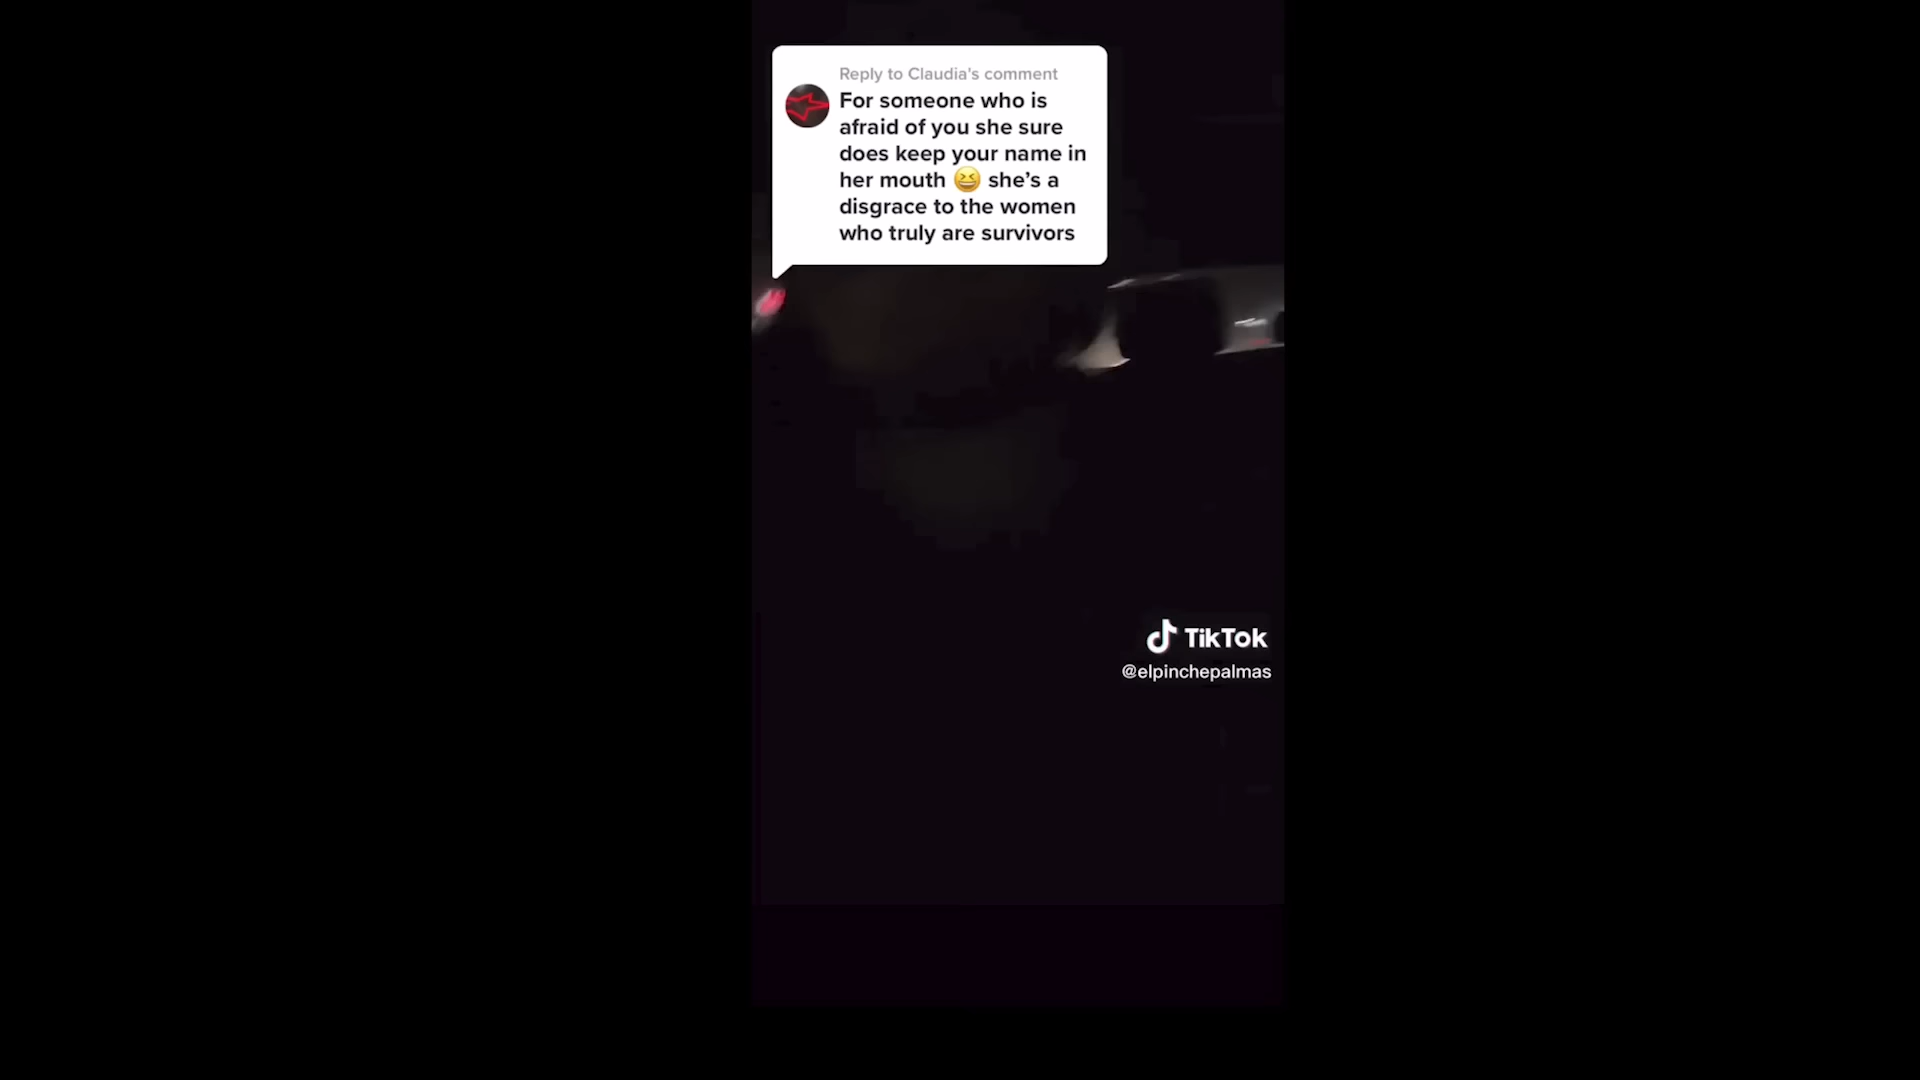 Reply to Claudia's comment
For someone who is
afraid of you she sure
does keep your name in
her mouth 😆 she’s a
disgrace to the women
who truly are survivors
TikTok
@elpinchepalmas